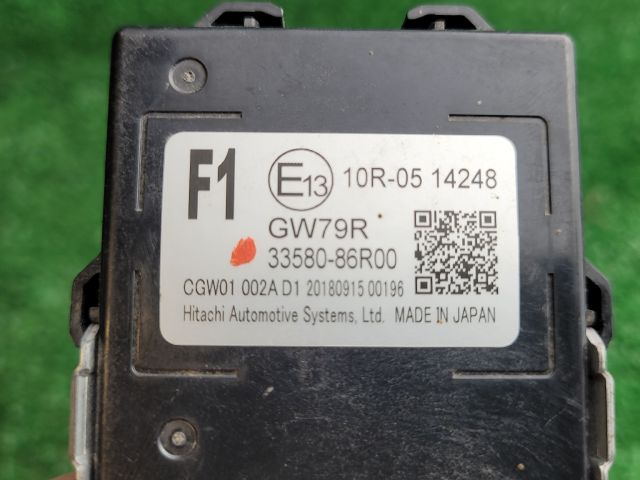 F1
E13 10R-05 14248
GW79R
33580-86R00
CGW01 002A D1 20180915 00196
Hitachi Automotive Systems, Ltd. MADE IN JAPAN